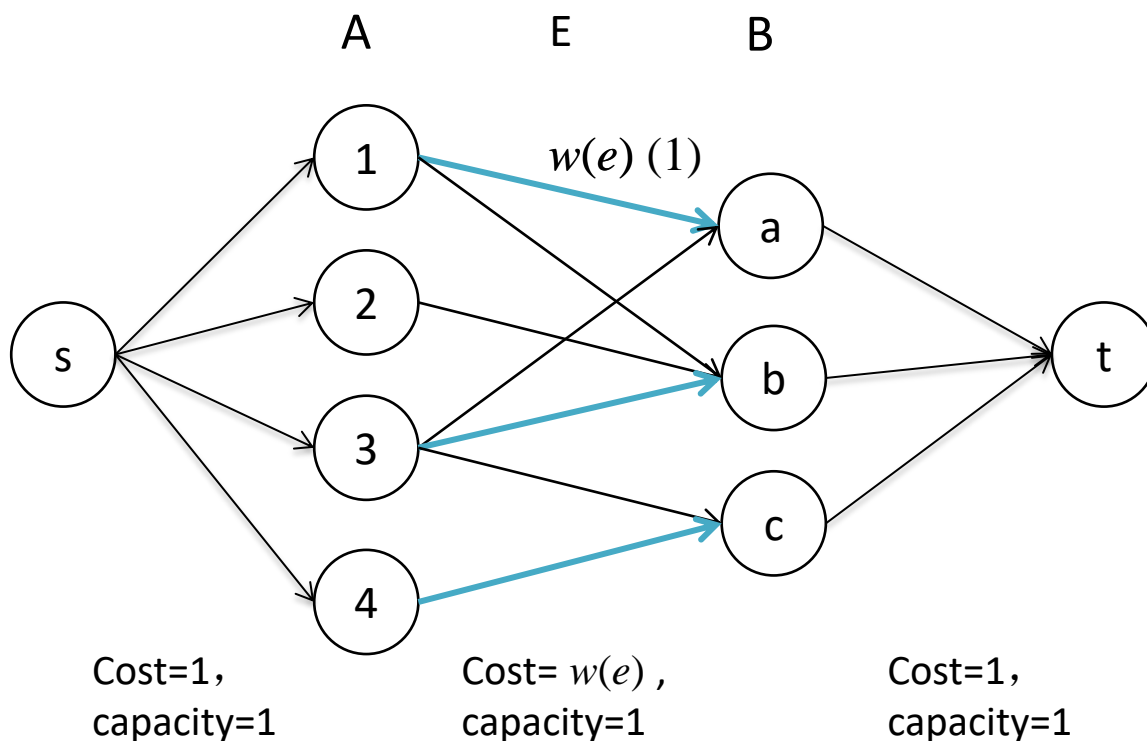 A E B
w(e) (1)
1
a
2
s
b
t
3
c
4
Cost=1，
capacity=1
Cost= w(e) ,
capacity=1
Cost=1，
capacity=1